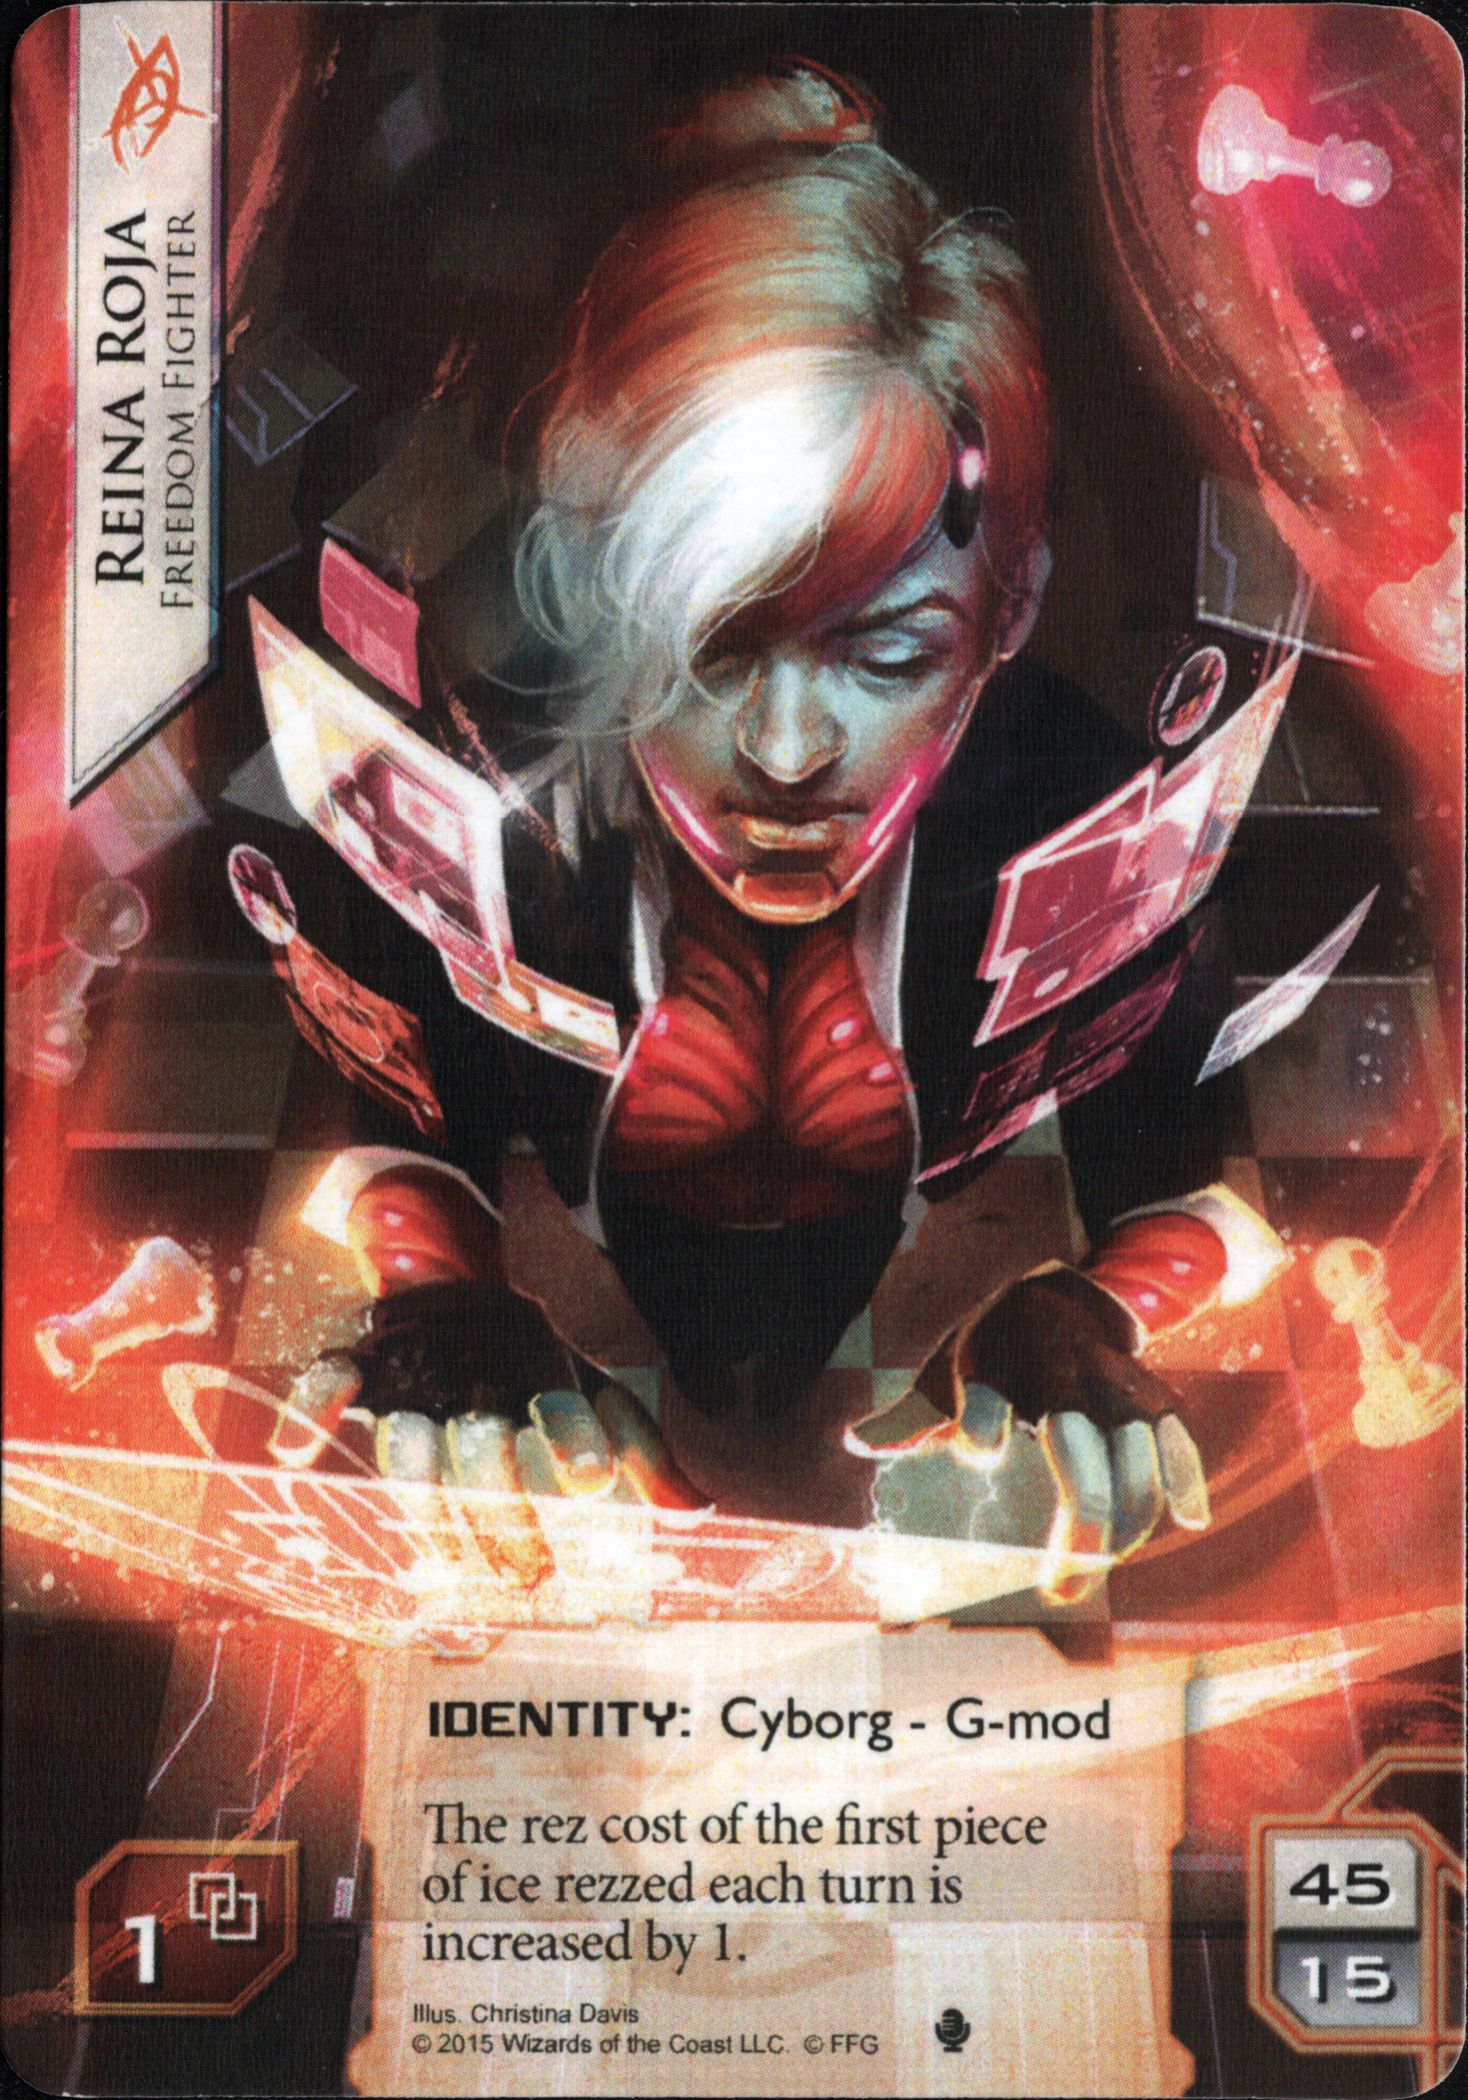 REINA ROJA
FREEDOM FIGHTER
IDENTITY: Cyborg - G-mod
The rez cost of the first piece
of ice rezzed each turn is
increased by 1.
1
45
15
Illus. Christina Davis
© 2015 Wizards of the Coast LLC. © FFG